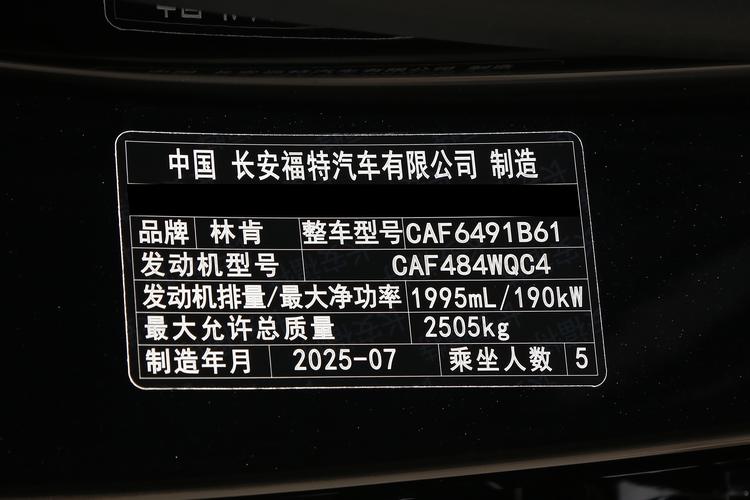 中国 长安福特汽车有限公司 制造
品牌 林肯 整车型号 CAF6491B61
发动机型号 CAF484WQC4
发动机排量/最大净功率 1995mL/190kW
最大允许总质量 2505kg
制造年月 2025-07 乘坐人数 5